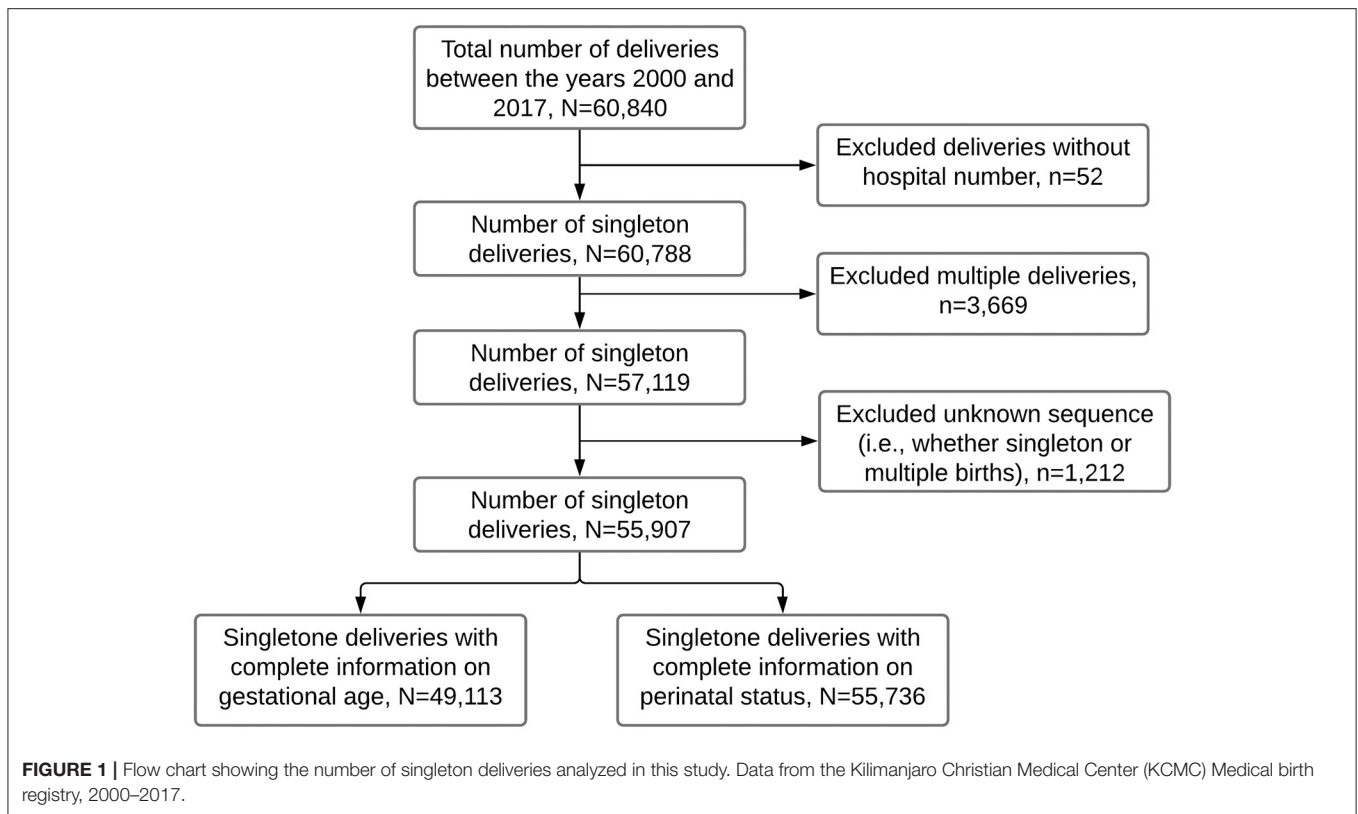 Total number of deliveries
between the years 2000 and
2017, N=60,840
Excluded deliveries without
hospital number, n=52
Number of singleton
deliveries, N=60,788
Excluded multiple deliveries,
n=3,669
Number of singleton
deliveries, N=57,119
Excluded unknown sequence
(i.e., whether singleton or
multiple births), n=1,212
Number of singleton
deliveries, N=55,907
Singletone deliveries with
complete information on
gestational age, N=49,113
Singletone deliveries with
complete information on
perinatal status, N=55,736
FIGURE 1 | Flow chart showing the number of singleton deliveries analyzed in this study. Data from the Kilimanjaro Christian Medical Center (KCMC) Medical birth
registry, 2000–2017.